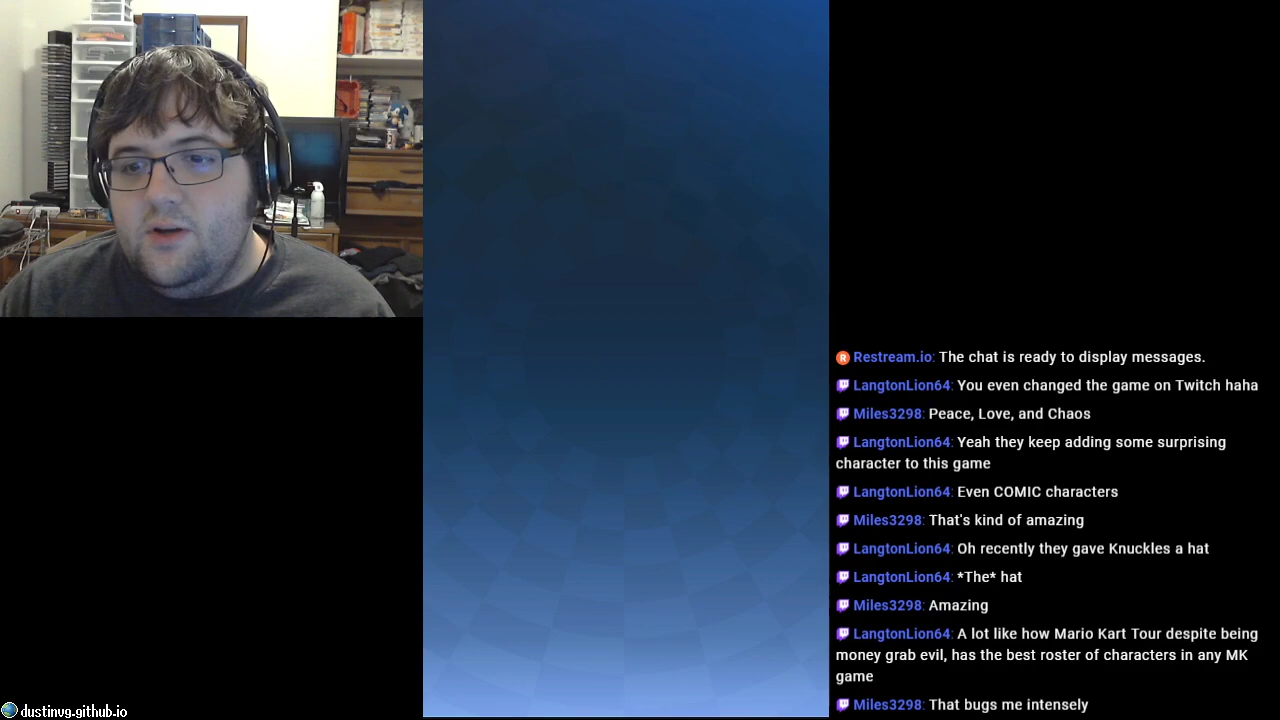 Restream.io: The chat is ready to display messages.
LangtonLion64: You even changed the game on Twitch haha
Miles3298: Peace, Love, and Chaos
LangtonLion64: Yeah they keep adding some surprising
character to this game
LangtonLion64: Even COMIC characters
Miles3298: That's kind of amazing
LangtonLion64: Oh recently they gave Knuckles a hat
LangtonLion64: *The* hat
Miles3298: Amazing
LangtonLion64: A lot like how Mario Kart Tour despite being
money grab evil, has the best roster of characters in any MK
game
Miles3298: That bugs me intensely
dustinvg.github.io